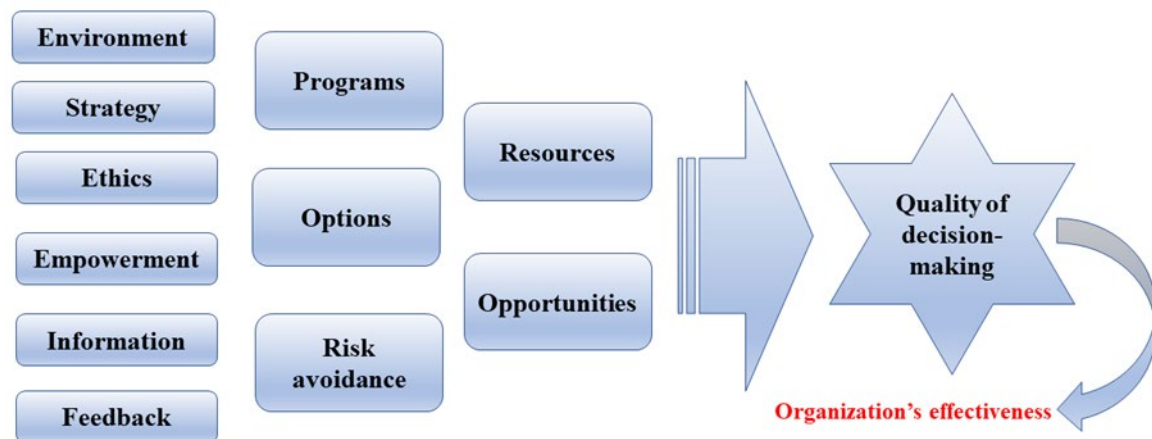 Environment
Strategy
Ethics
Empowerment
Information
Feedback
Programs
Options
Risk
avoidance
Resources
Opportunities
Quality of
decision-
making
Organization's effectiveness